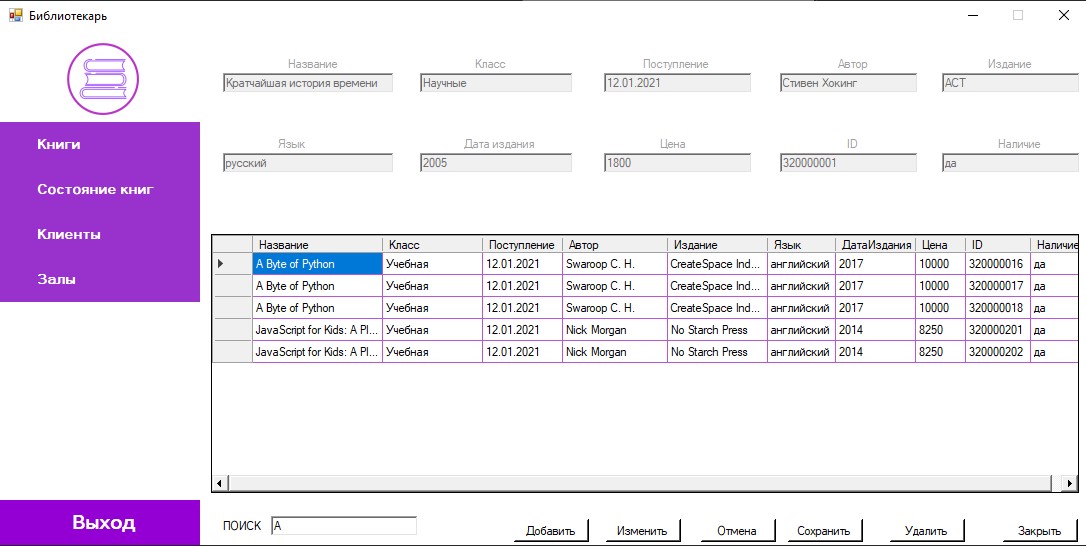 Библиотекарь
Название Класс Поступление Автор Издание
Кратчайшая история времени Научные 12.01.2021 Стивен Хокинг АСТ
Книги
Язык Дата издания Цена ID Наличие
русский 2005 1800 320000001 да
Состояние книг
Клиенты
Залы
Название Класс Поступление Автор Издание Язык ДатаИздания Цена ID Наличие
A Byte of Python Учебная 12.01.2021 Swaroop C. H. CreateSpace Ind... английский 2017 10000 320000016 да
A Byte of Python Учебная 12.01.2021 Swaroop C. H. CreateSpace Ind... английский 2017 10000 320000017 да
A Byte of Python Учебная 12.01.2021 Swaroop C. H. CreateSpace Ind... английский 2017 10000 320000018 да
JavaScript for Kids: A Pl... Учебная 12.01.2021 Nick Morgan No Starch Press английский 2014 8250 320000201 да
JavaScript for Kids: A Pl... Учебная 12.01.2021 Nick Morgan No Starch Press английский 2014 8250 320000202 да
Выход
ПОИСК A
Добавить Изменить Отмена Сохранить Удалить Закрыть